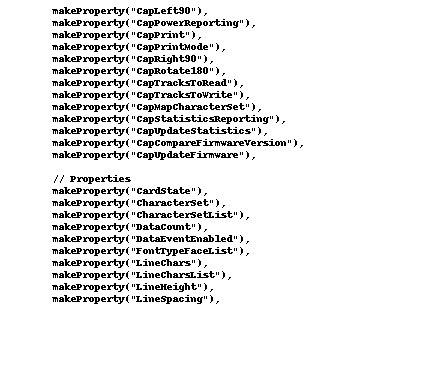 makeProperty("CapLeft90"),
makeProperty("CapPowerReporting"),
makeProperty("CapPrint"),
makeProperty("CapPrintMode"),
makeProperty("CapRight90"),
makeProperty("CapRotate180"),
makeProperty("CapTracksToRead"),
makeProperty("CapTracksToWrite"),
makeProperty("CapMapCharacterSet"),
makeProperty("CapStatisticsReporting"),
makeProperty("CapUpdateStatistics"),
makeProperty("CapCompareFirmwareVersion"),
makeProperty("CapUpdateFirmware"),
// Properties
makeProperty("CardState"),
makeProperty("CharacterSet"),
makeProperty("CharacterSetList"),
makeProperty("DataCount"),
makeProperty("DataEventEnabled"),
makeProperty("FontTypeFaceList"),
makeProperty("LineChars"),
makeProperty("LineCharsList"),
makeProperty("LineHeight"),
makeProperty("LineSpacing"),